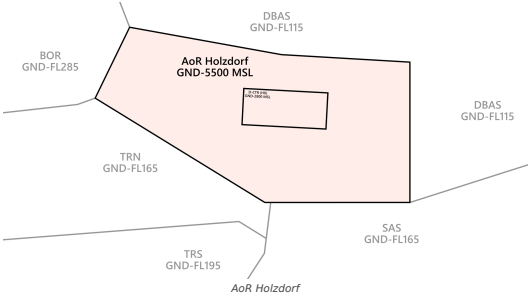 DBAS
GND-FL115
BOR
GND-FL285
AoR Holzdorf
GND-5500 MSL
DBAS
GND-FL115
TRN
GND-FL165
SAS
GND-FL165
TRS
GND-FL195
AoR Holzdorf